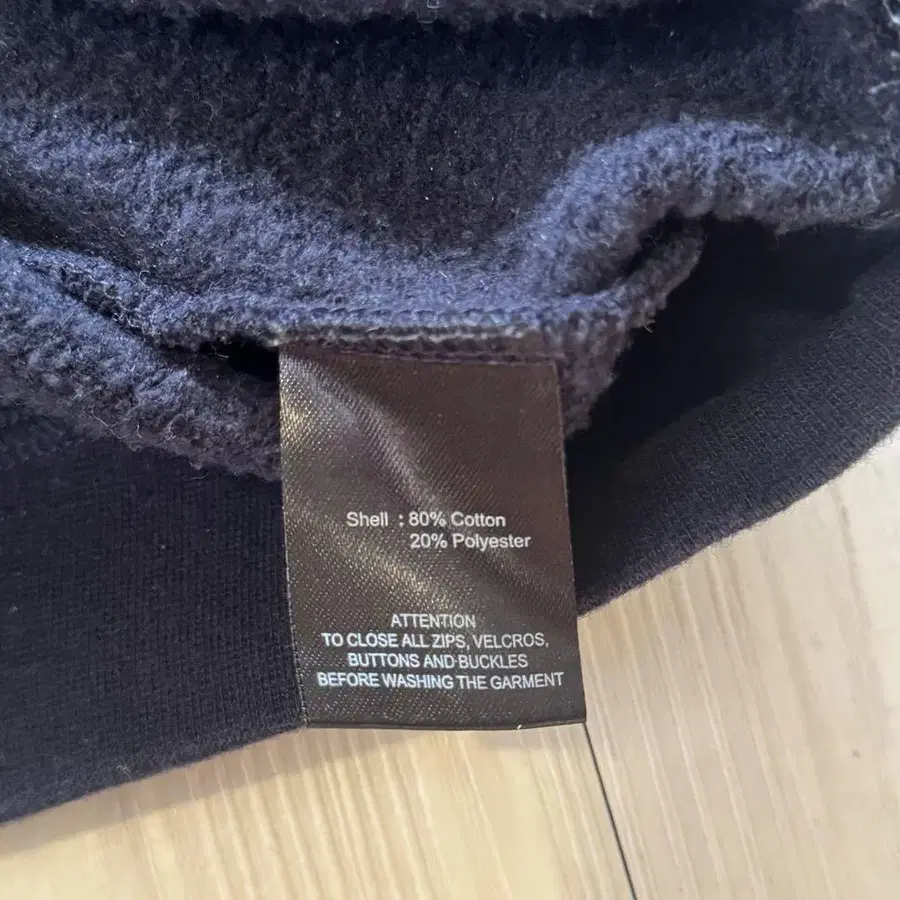 Shell : 80% Cotton
20% Polyester
ATTENTION
TO CLOSE ALL ZIPS, VELCROS,
BUTTONS AND BUCKLES
BEFORE WASHING THE GARMENT